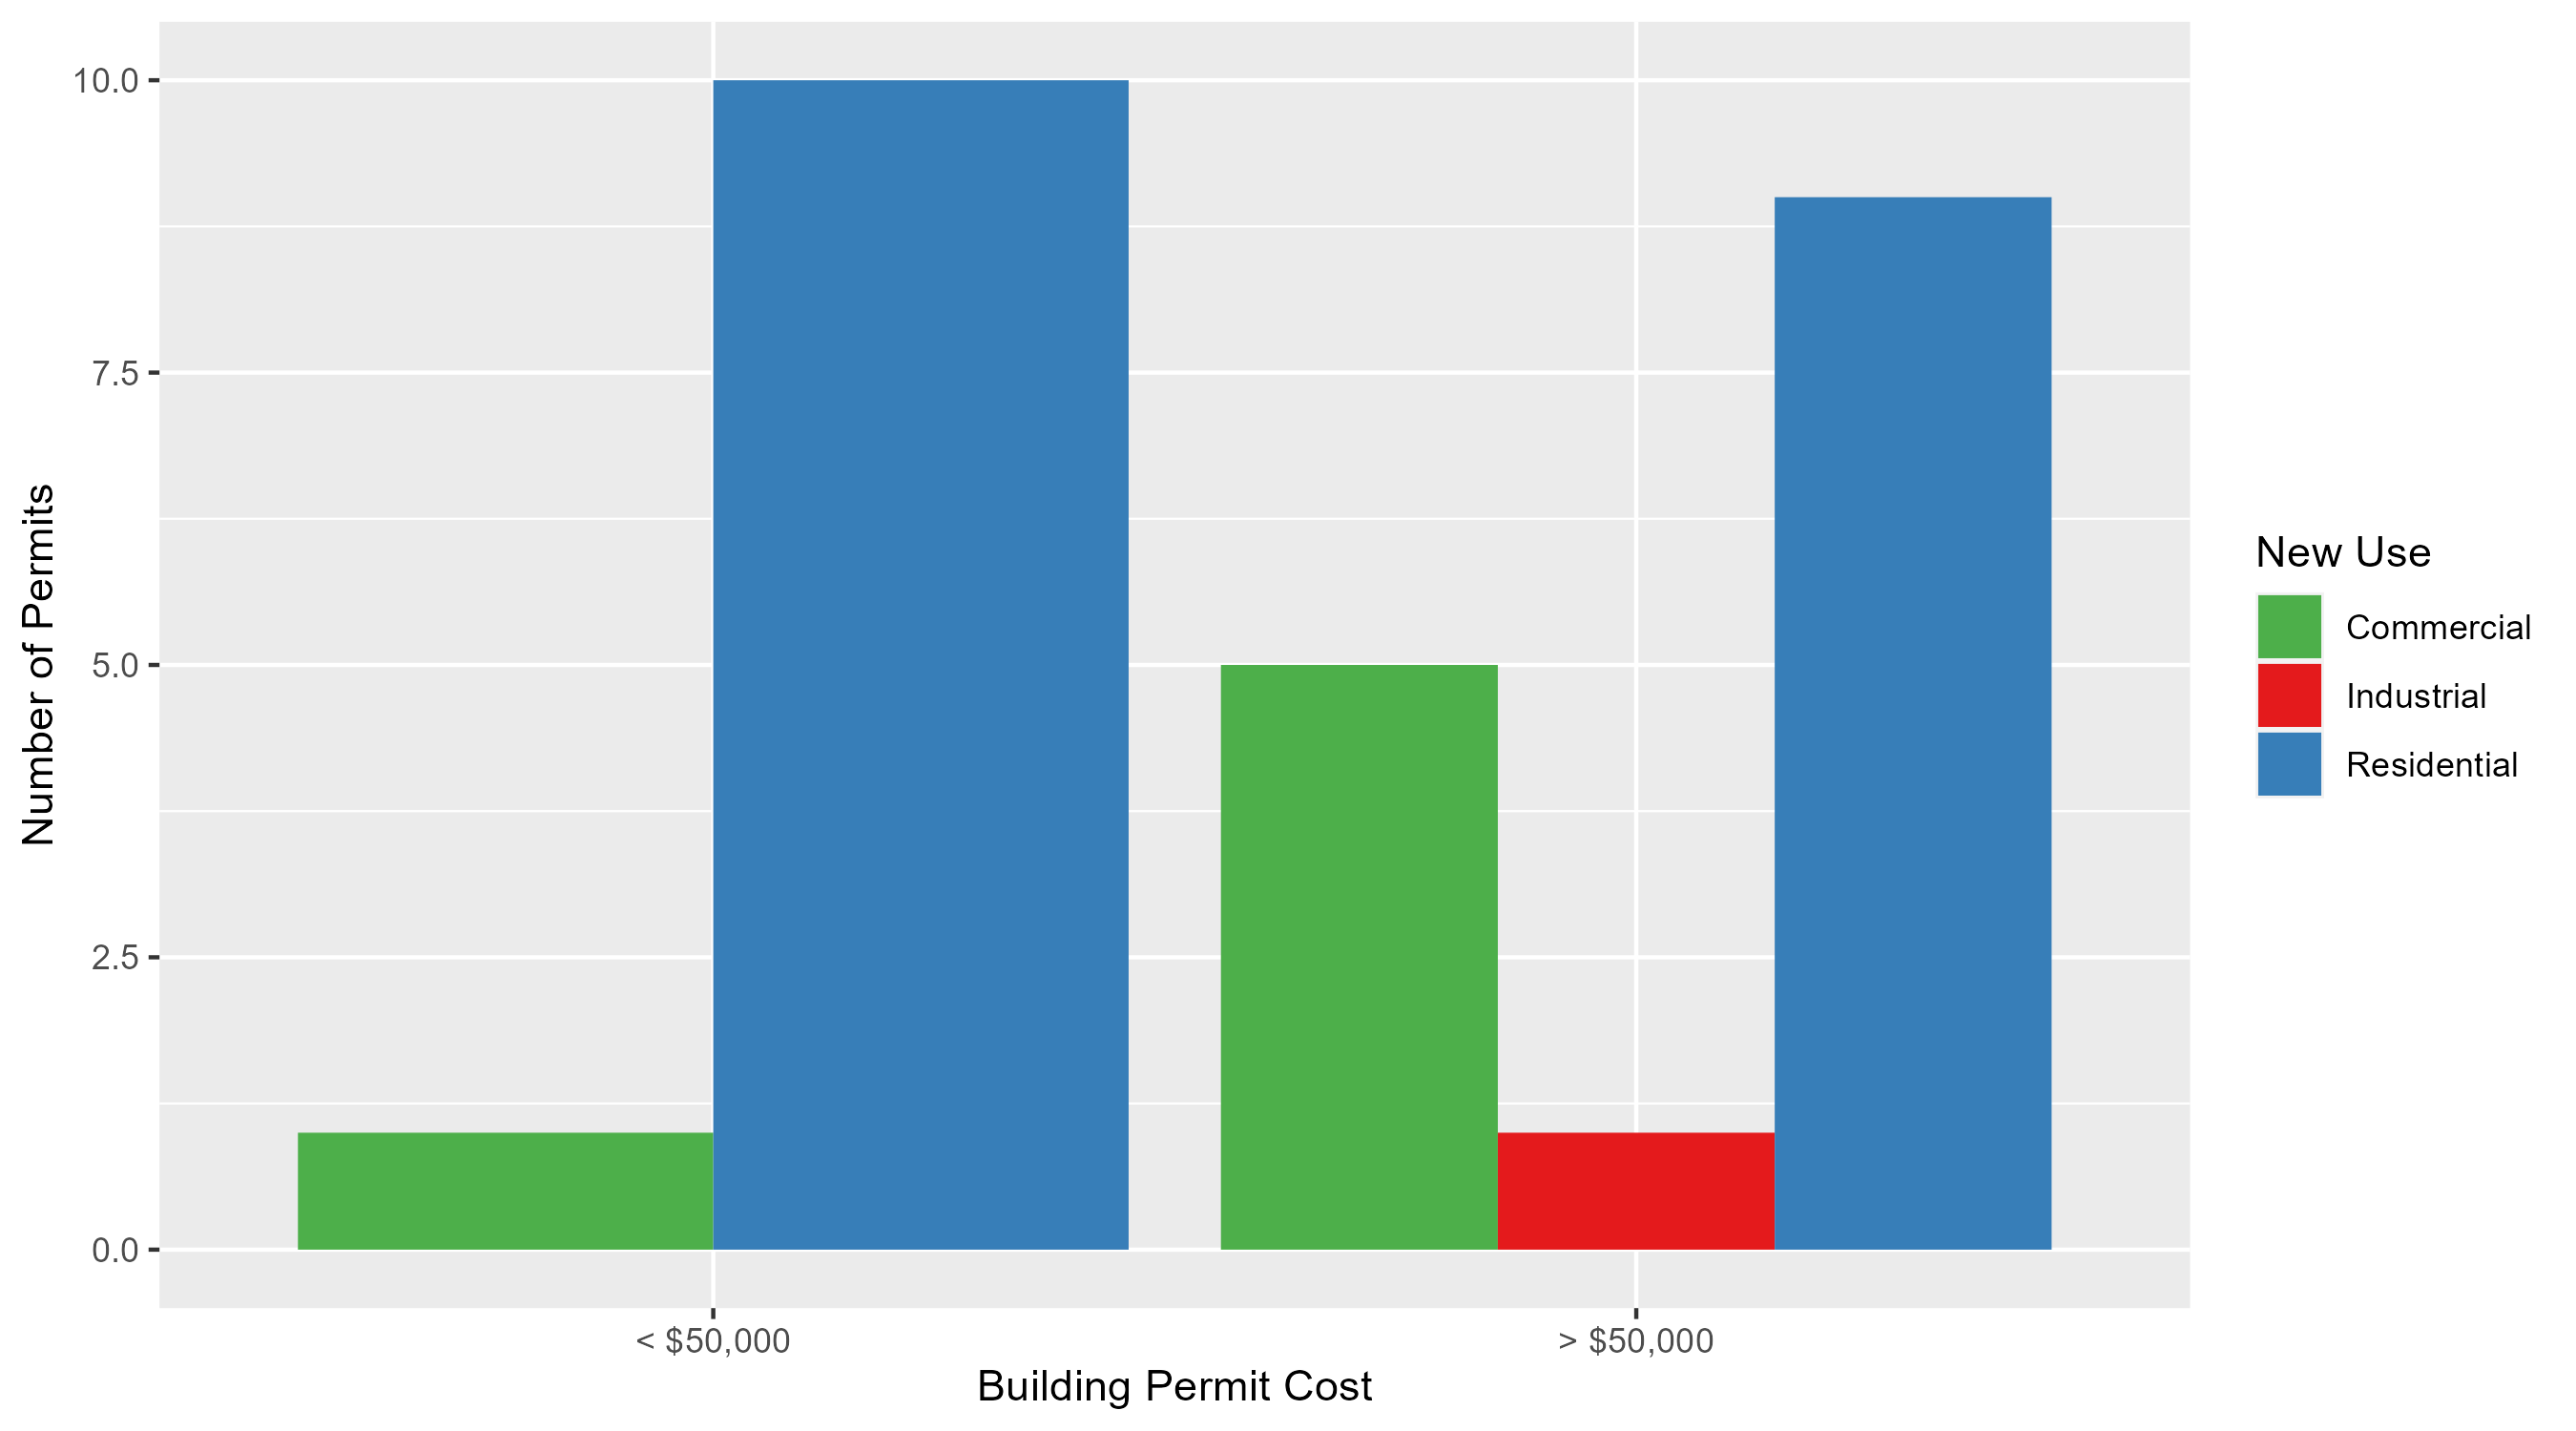 10.0
7.5
5.0
2.5
0.0
Number of Permits
< $50,000
> $50,000
Building Permit Cost
New Use
Commercial
Industrial
Residential